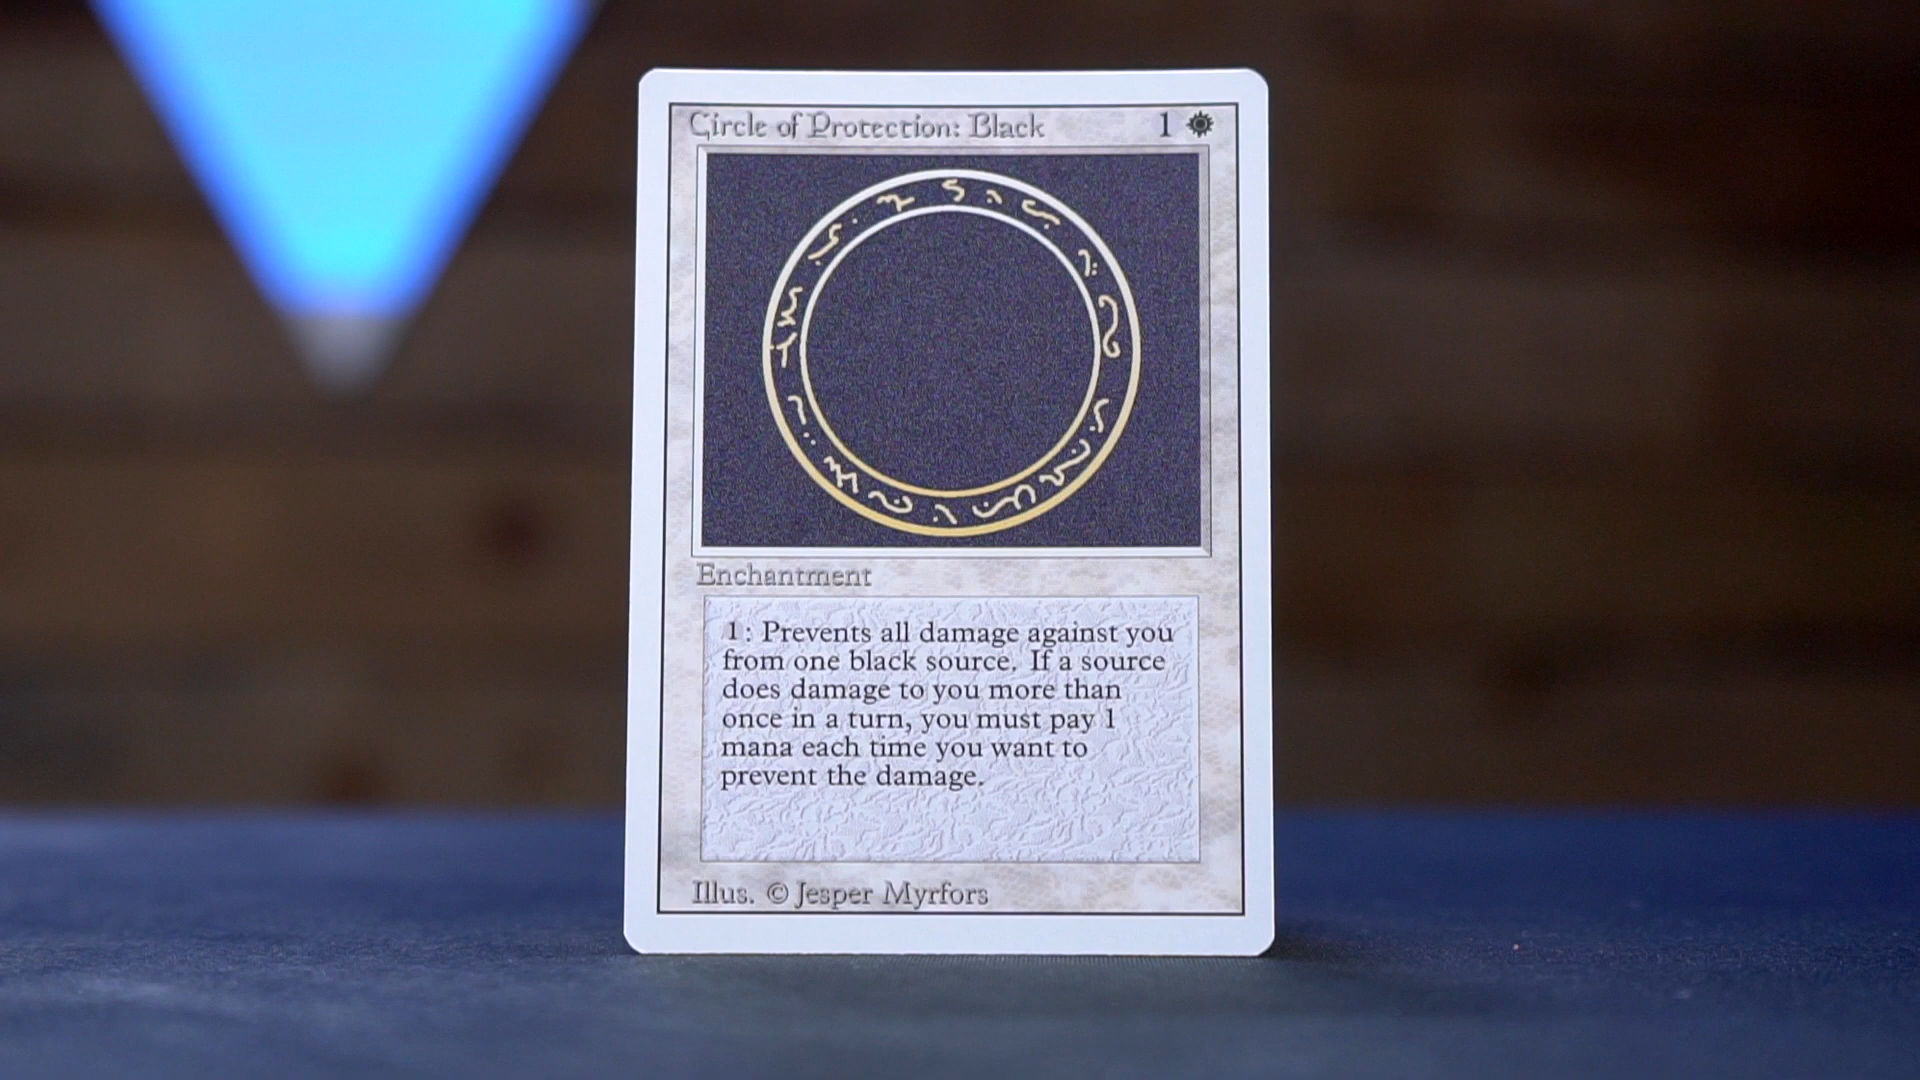 Circle of Protection: Black 1
Enchantment
1: Prevents all damage against you
from one black source. If a source
does damage to you more than
once in a turn, you must pay 1
mana each time you want to
prevent the damage.
Illus. © Jesper Myrfors